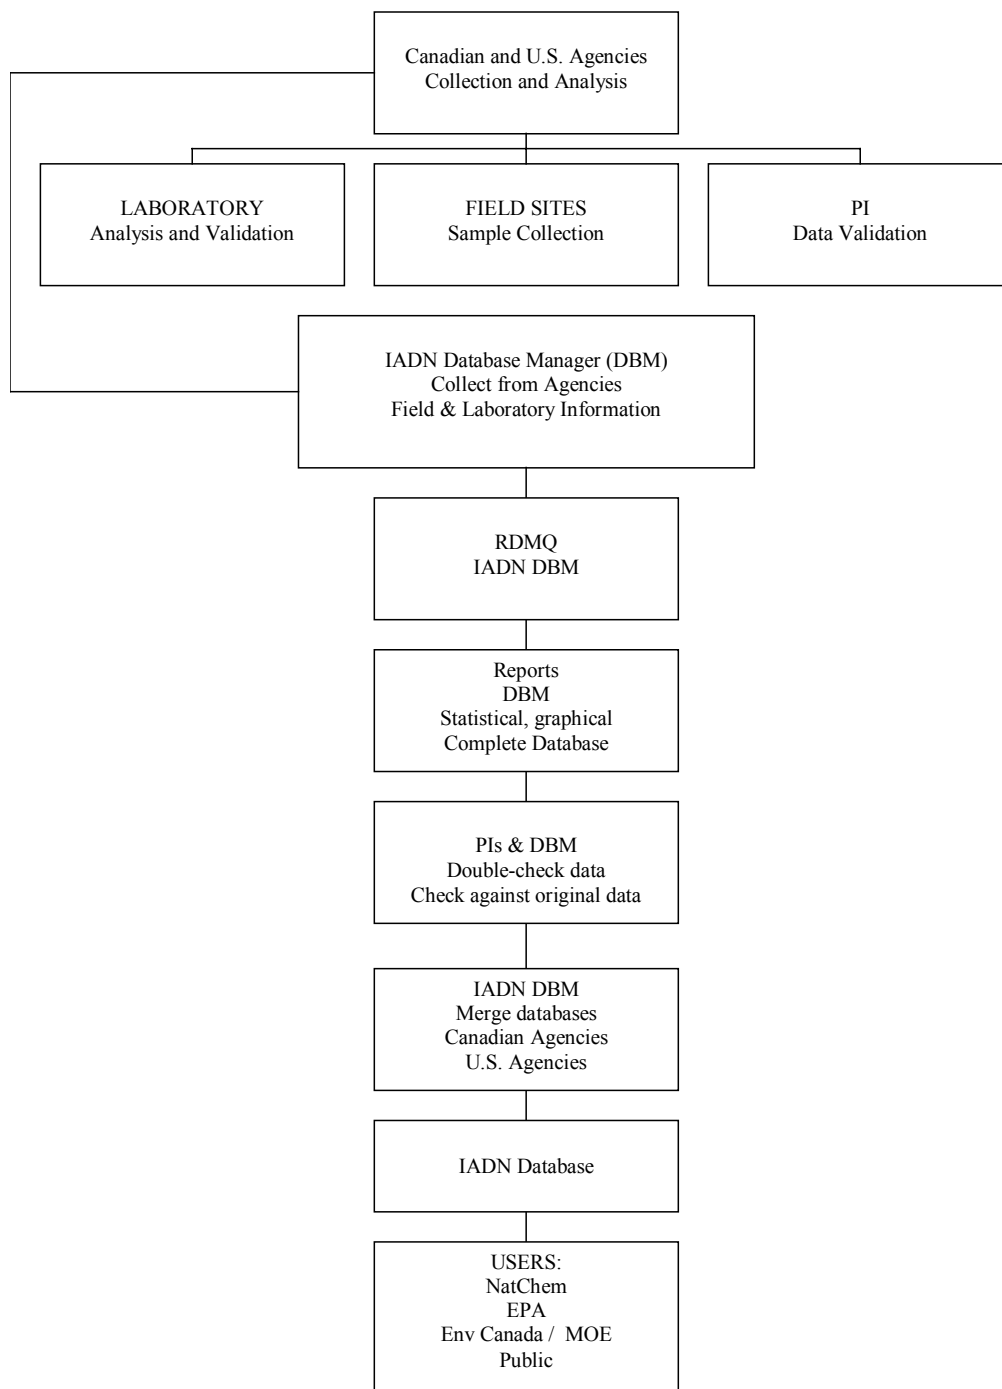 Canadian and U.S. Agencies
Collection and Analysis
LABORATORY
Analysis and Validation
FIELD SITES
Sample Collection
PI
Data Validation
IADN Database Manager (DBM)
Collect from Agencies
Field & Laboratory Information
RDMQ
IADN DBM
Reports
DBM
Statistical, graphical
Complete Database
PIs & DBM
Double-check data
Check against original data
IADN DBM
Merge databases
Canadian Agencies
U.S. Agencies
IADN Database
USERS:
NatChem
EPA
Env Canada / MOE
Public